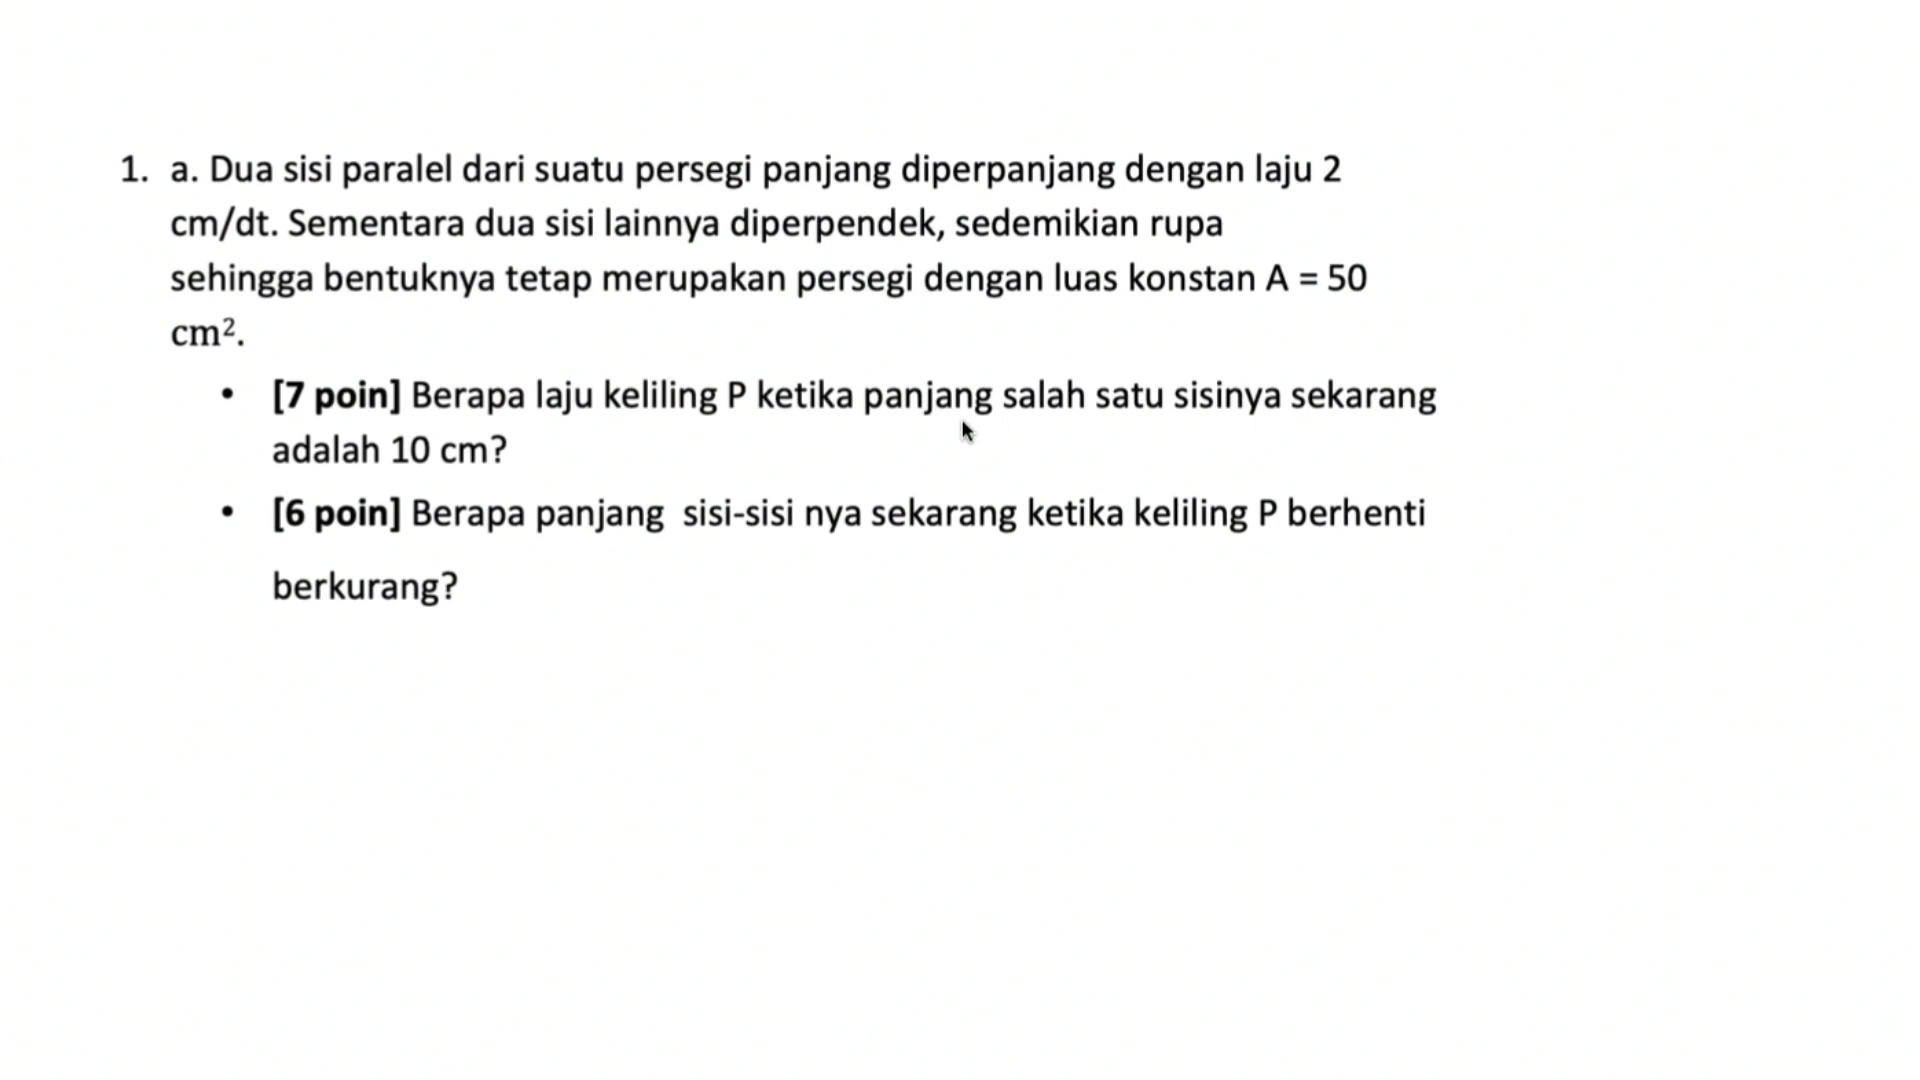 1. a. Dua sisi paralel dari suatu persegi panjang diperpanjang dengan laju 2
cm/dt. Sementara dua sisi lainnya diperpendek, sedemikian rupa
sehingga bentuknya tetap merupakan persegi dengan luas konstan A = 50
cm².
• [7 poin] Berapa laju keliling P ketika panjang salah satu sisinya sekarang
adalah 10 cm?
• [6 poin] Berapa panjang  sisi-sisi nya sekarang ketika keliling P berhenti
berkurang?